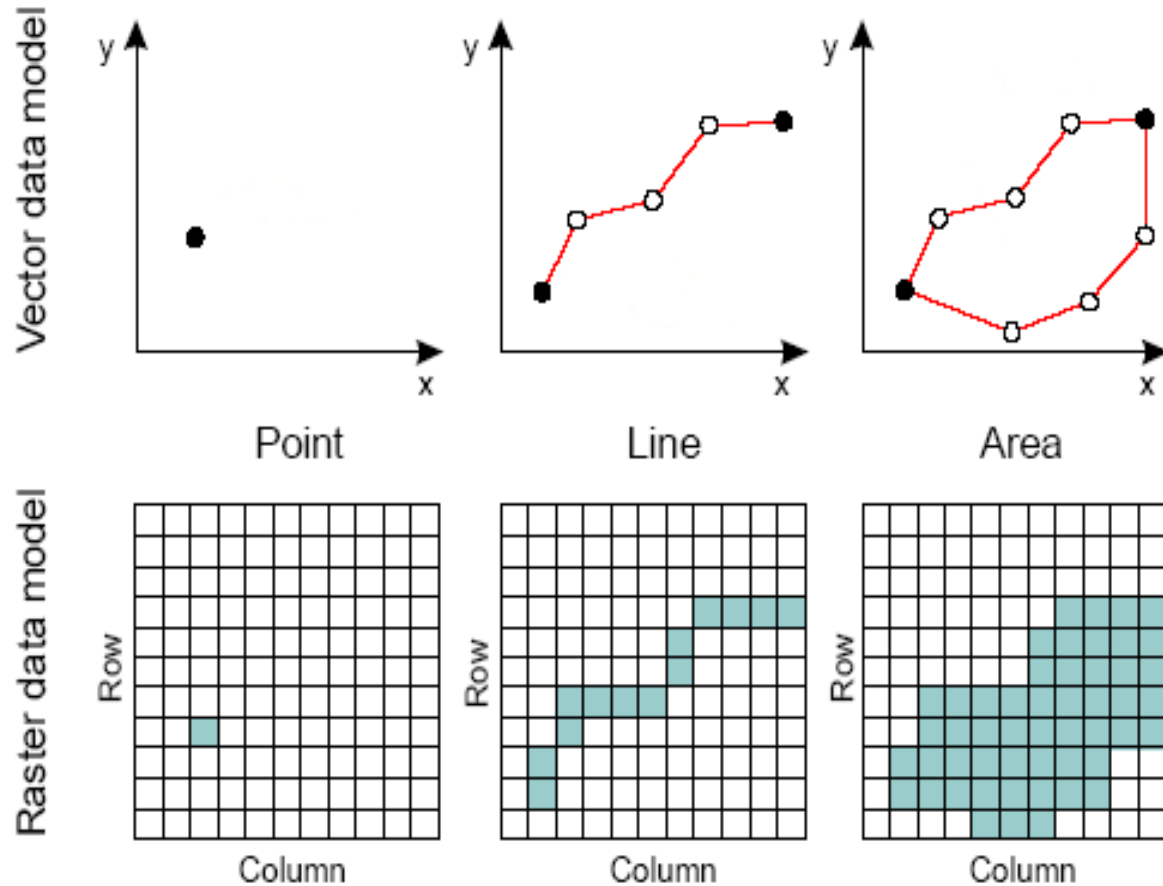 Vector data model
y
x
y
x
y
x
Point
Line
Area
Raster data model
Row
Column
Row
Column
Row
Column